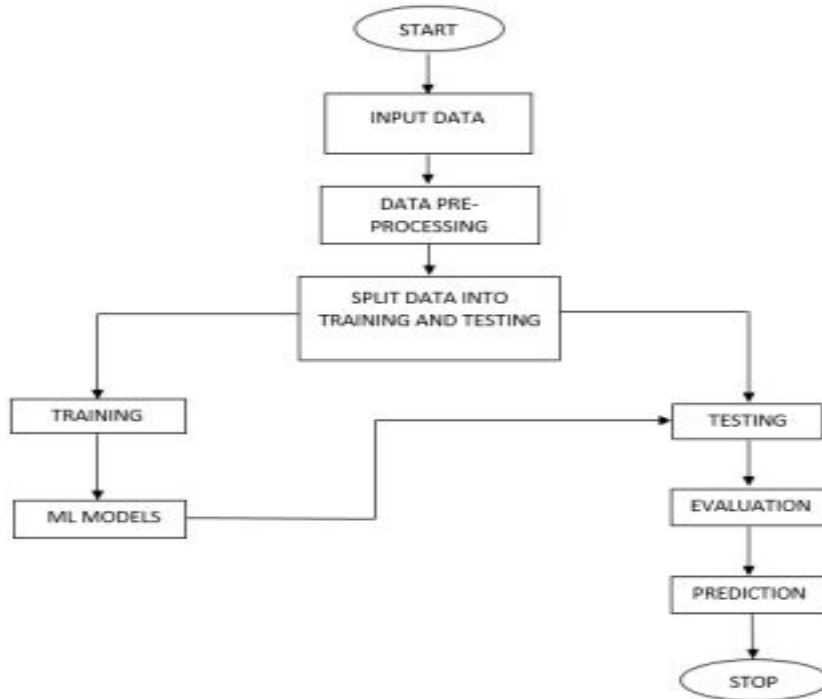 START
INPUT DATA
DATA PRE-
PROCESSING
SPLIT DATA INTO
TRAINING AND TESTING
TRAINING
TESTING
ML MODELS
EVALUATION
PREDICTION
STOP